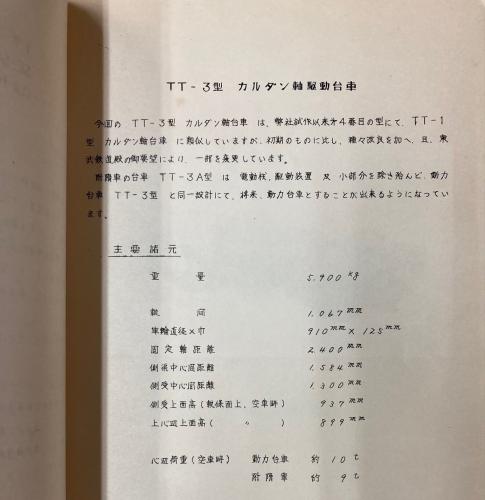 TT-3型 カルダン軸駆動台車
今回の TT-3型 カルダン軸台車 は、弊社試作以来才4番目の型にて、TT-1
型 カルダン軸台車 に類似していますが、初期のものに比し、種々改良を加へ、且、東
武鉄道殿の御要望により、一部を変更しています。
附随車の台車 TT-3A型 は 電動機、駆動装置 及 小部分を除き殆んど、動力
台車 TT-3型 と同一設計にて、将来、動力台車とすることが出来るようになってい
ます。
主要諸元
重量 5.900 kg
軌間 1.067 mm
車輪直径×巾 910 mm × 125 mm
固定軸距離 2.400 mm
側梁中心間距離 1.584 mm
側受中心間距離 1.300 mm
側受上面高(軌條面上、空車時) 937 mm
上心皿上面高( 〃 ) 899 mm
心皿荷重(空車時) 動力台車 約 10 t
附随車 約 9 t